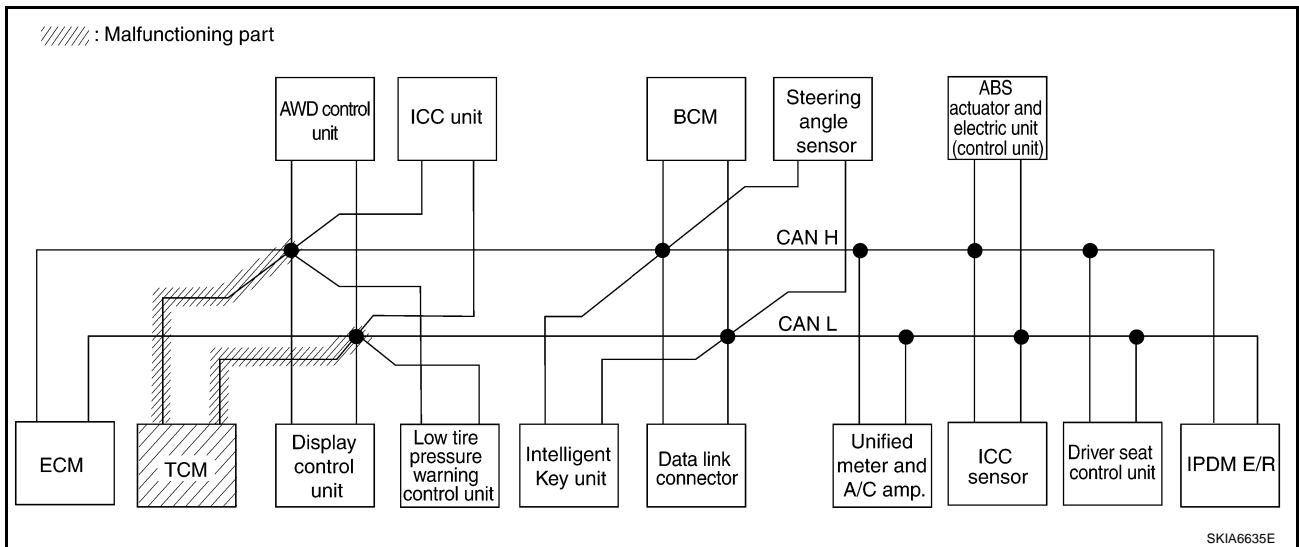 : Malfunctioning part
AWD control
unit
ICC unit
BCM
Steering
angle
sensor
ABS
actuator and
electric unit
(control unit)
CAN H
CAN L
ECM
TCM
Display
control
unit
Low tire
pressure
warning
control unit
Intelligent
Key unit
Data link
connector
Unified
meter and
A/C amp.
ICC
sensor
Driver seat
control unit
IPDM E/R
SKIA6635E